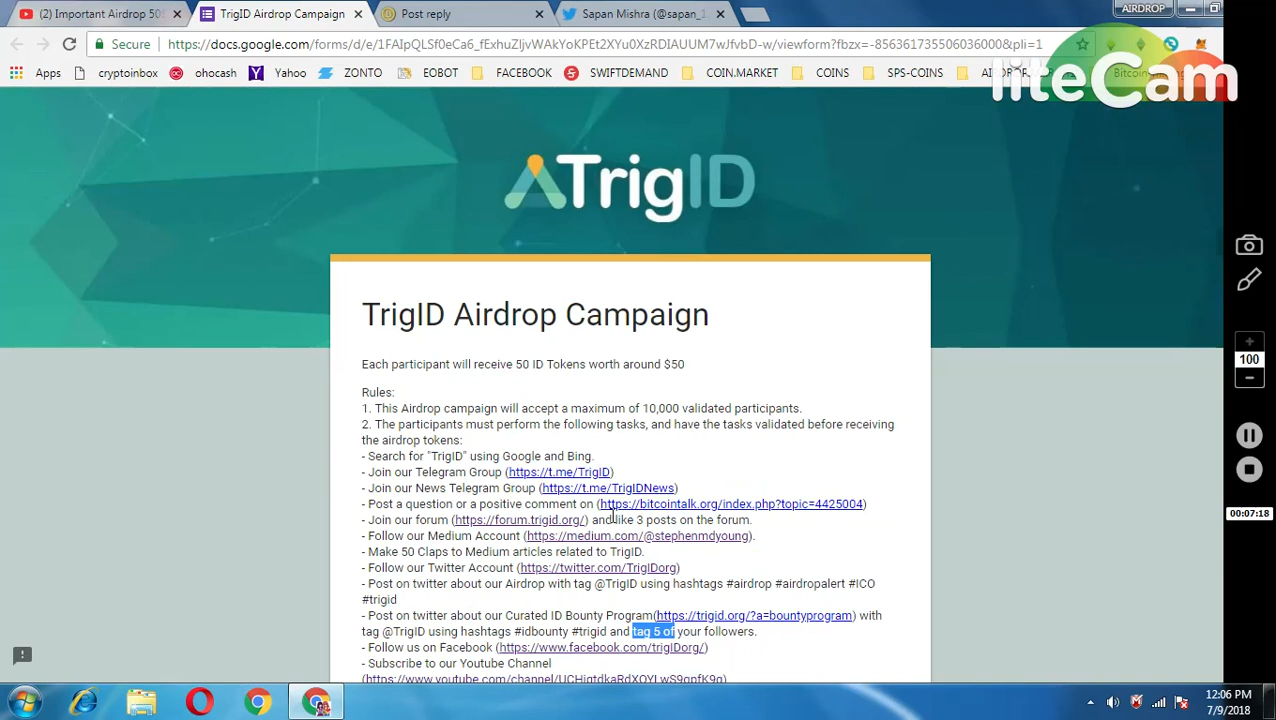 (2) Important Airdrop 50
TrigID Airdrop Campaign
Post reply
Sapan Mishra (@sapan_1
AIRDROP
Secure
https://docs.google.com/forms/d/e/1FAIpQLSf0eCa6_fExhuZIjvWAkYoKPEt2XYu0XzRDIAUUM7wJfvbD-w/viewform?fbzx=-856361735506036000&pli=1
Apps
cryptoinbox
ohocash
Yahoo
ZONTO
EOBOT
FACEBOOK
SWIFTDEMAND
COIN.MARKET
COINS
SPS-COINS
liteCam
TrigID
TrigID Airdrop Campaign
Each participant will receive 50 ID Tokens worth around $50
Rules:
1. This Airdrop campaign will accept a maximum of 10,000 validated participants.
2. The participants must perform the following tasks, and have the tasks validated before receiving
the airdrop tokens:
- Search for "TrigID" using Google and Bing.
- Join our Telegram Group (https://t.me/TrigID)
- Join our News Telegram Group (https://t.me/TrigIDNews)
- Post a question or a positive comment on (https://bitcointalk.org/index.php?topic=4425004)
- Join our forum (https://forum.trigid.org/) and like 3 posts on the forum.
- Follow our Medium Account (https://medium.com/@stephenmdyoung).
- Make 50 Claps to Medium articles related to TrigID.
- Follow our Twitter Account (https://twitter.com/TrigIDorg)
- Post on twitter about our Airdrop with tag @TrigID using hashtags #airdrop #airdropalert #ICO
#trigid
- Post on twitter about our Curated ID Bounty Program(https://trigid.org/?a=bountyprogram) with
tag @TrigID using hashtags #idbounty #trigid and tag 5 of your followers.
- Follow us on Facebook (https://www.facebook.com/trigIDorg/)
- Subscribe to our Youtube Channel
100
00:07:18
12:06 PM
7/9/2018